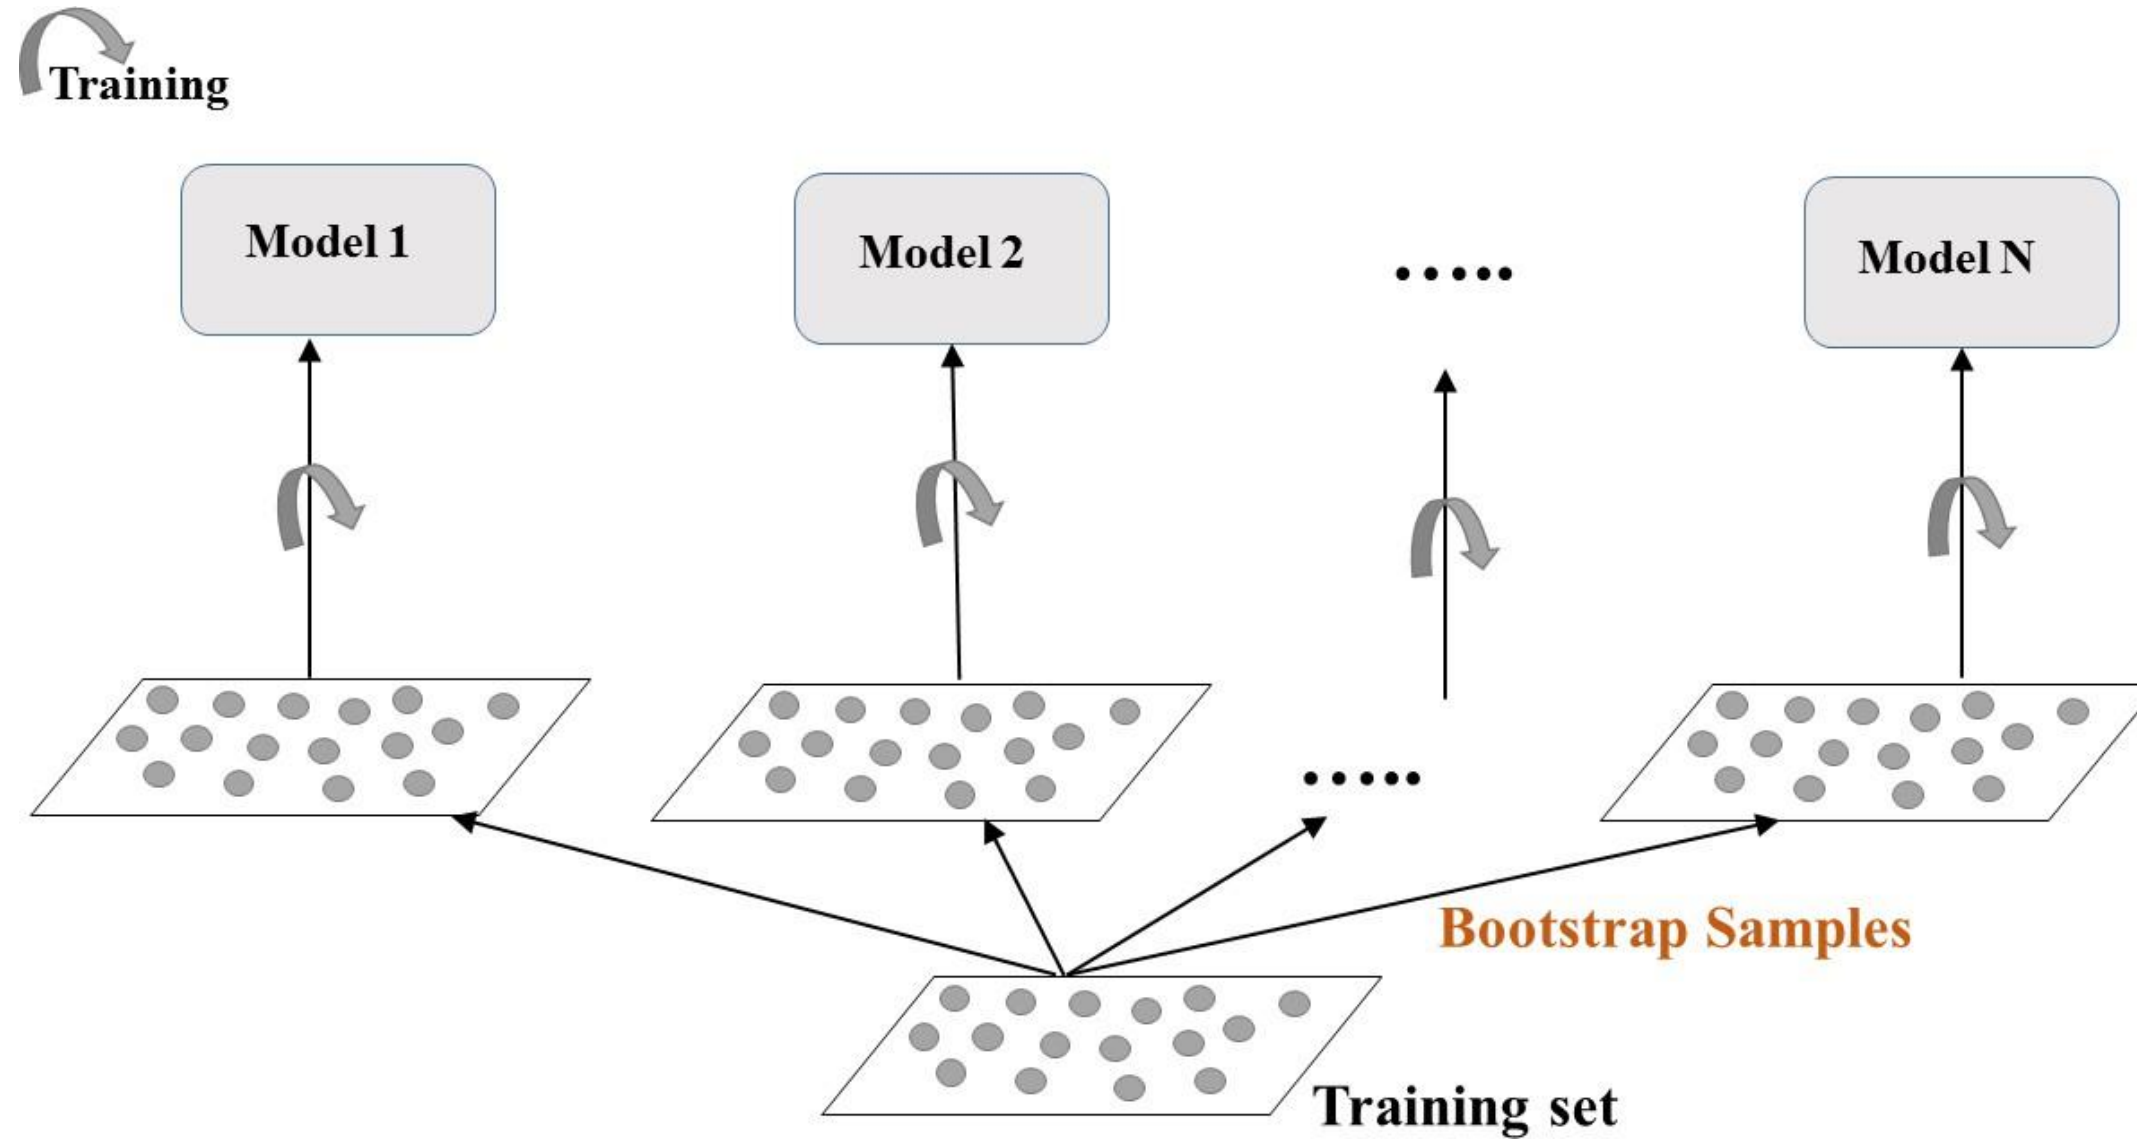 Training
Model 1
Model 2
.....
Model N
.....
Bootstrap Samples
Training set